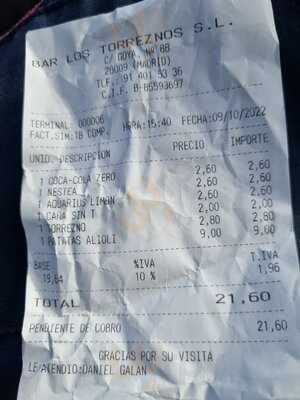 BAR LOS TORREZNOS S.L.
C/ GOYA, Nº 88
28009 (MADRID)
TLF.: 91 401 53 36
C.I.F. B-86593697
TERMINAL: 000006 HORA:15:40 FECHA:09/10/2022
FACT.SIM:18 COMP.
UNID. DESCRIPCION PRECIO IMPORTE
1 COCA-COLA ZERO 2,60 2,60
1 NESTEA 2,60 2,60
1 AQUARIUS LIMON 2,60 2,60
1 CAÑA SIN T 2,00 2,00
1 TORREZNO 2,80 2,80
1 PATATAS ALIOLI 9,00 9,00
BASE %IVA T.IVA
19,64 10 % 1,96
TOTAL 21,60
PENDIENTE DE COBRO 21,60
GRACIAS POR SU VISITA
LE ATENDIO:DANIEL GALAN